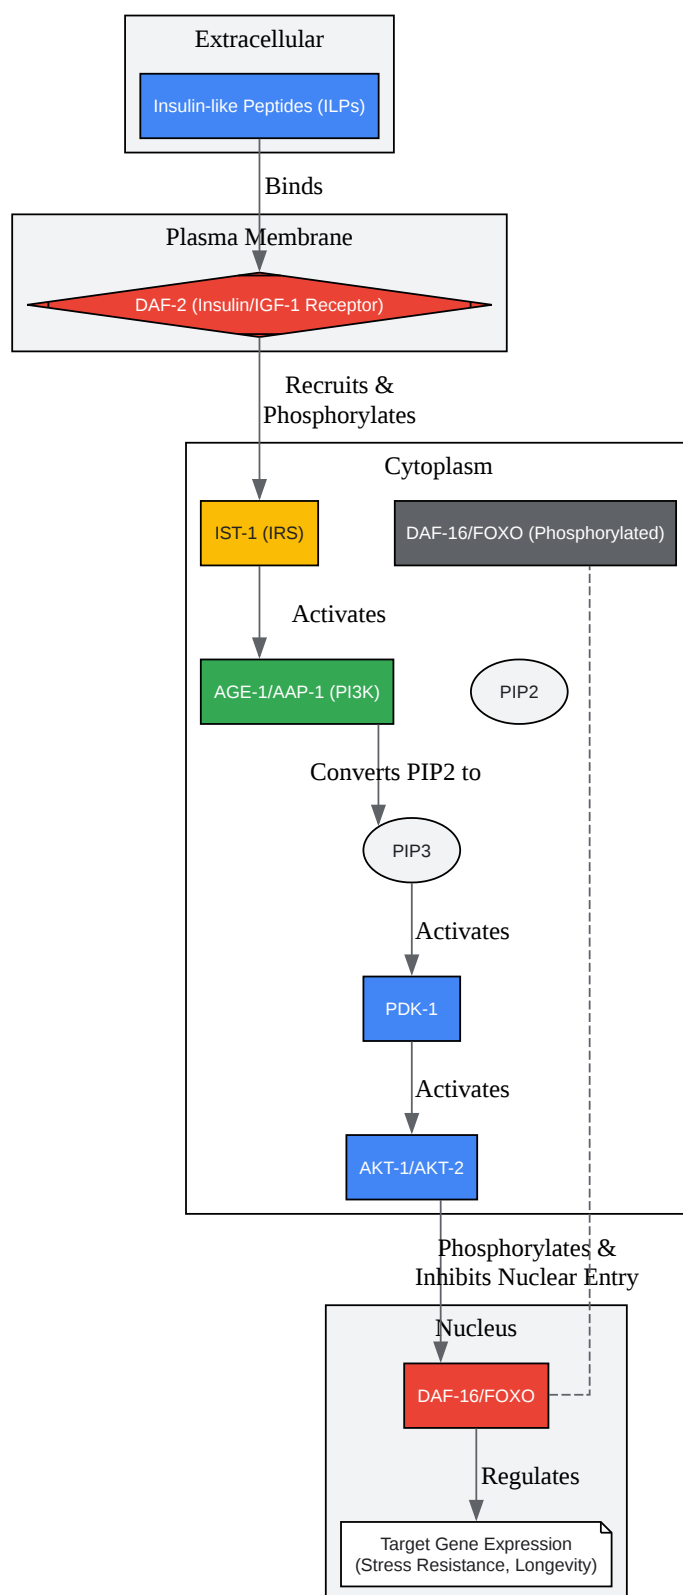 Extracellular
Insulin-like Peptides (ILPs)
Binds
Plasma Membrane
DAF-2 (Insulin/IGF-1 Receptor)
Recruits &
Phosphorylates
Cytoplasm
IST-1 (IRS)
DAF-16/FOXO (Phosphorylated)
Activates
AGE-1/AAP-1 (PI3K)
PIP2
Converts PIP2 to
PIP3
Activates
PDK-1
Activates
AKT-1/AKT-2
Phosphorylates &
Inhibits Nuclear Entry
Nucleus
DAF-16/FOXO
Regulates
Target Gene Expression
(Stress Resistance, Longevity)